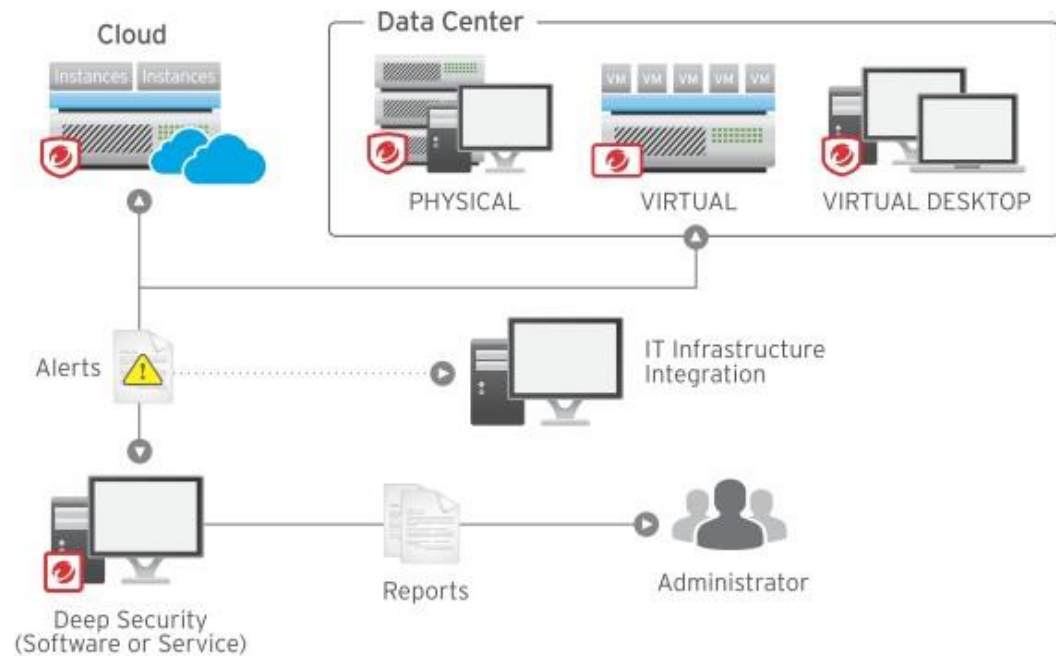 Cloud
Instances Instances
Data Center
VM VM VM VM VM
PHYSICAL
VIRTUAL
VIRTUAL DESKTOP
Alerts
!
IT Infrastructure
Integration
Reports
Administrator
Deep Security
(Software or Service)